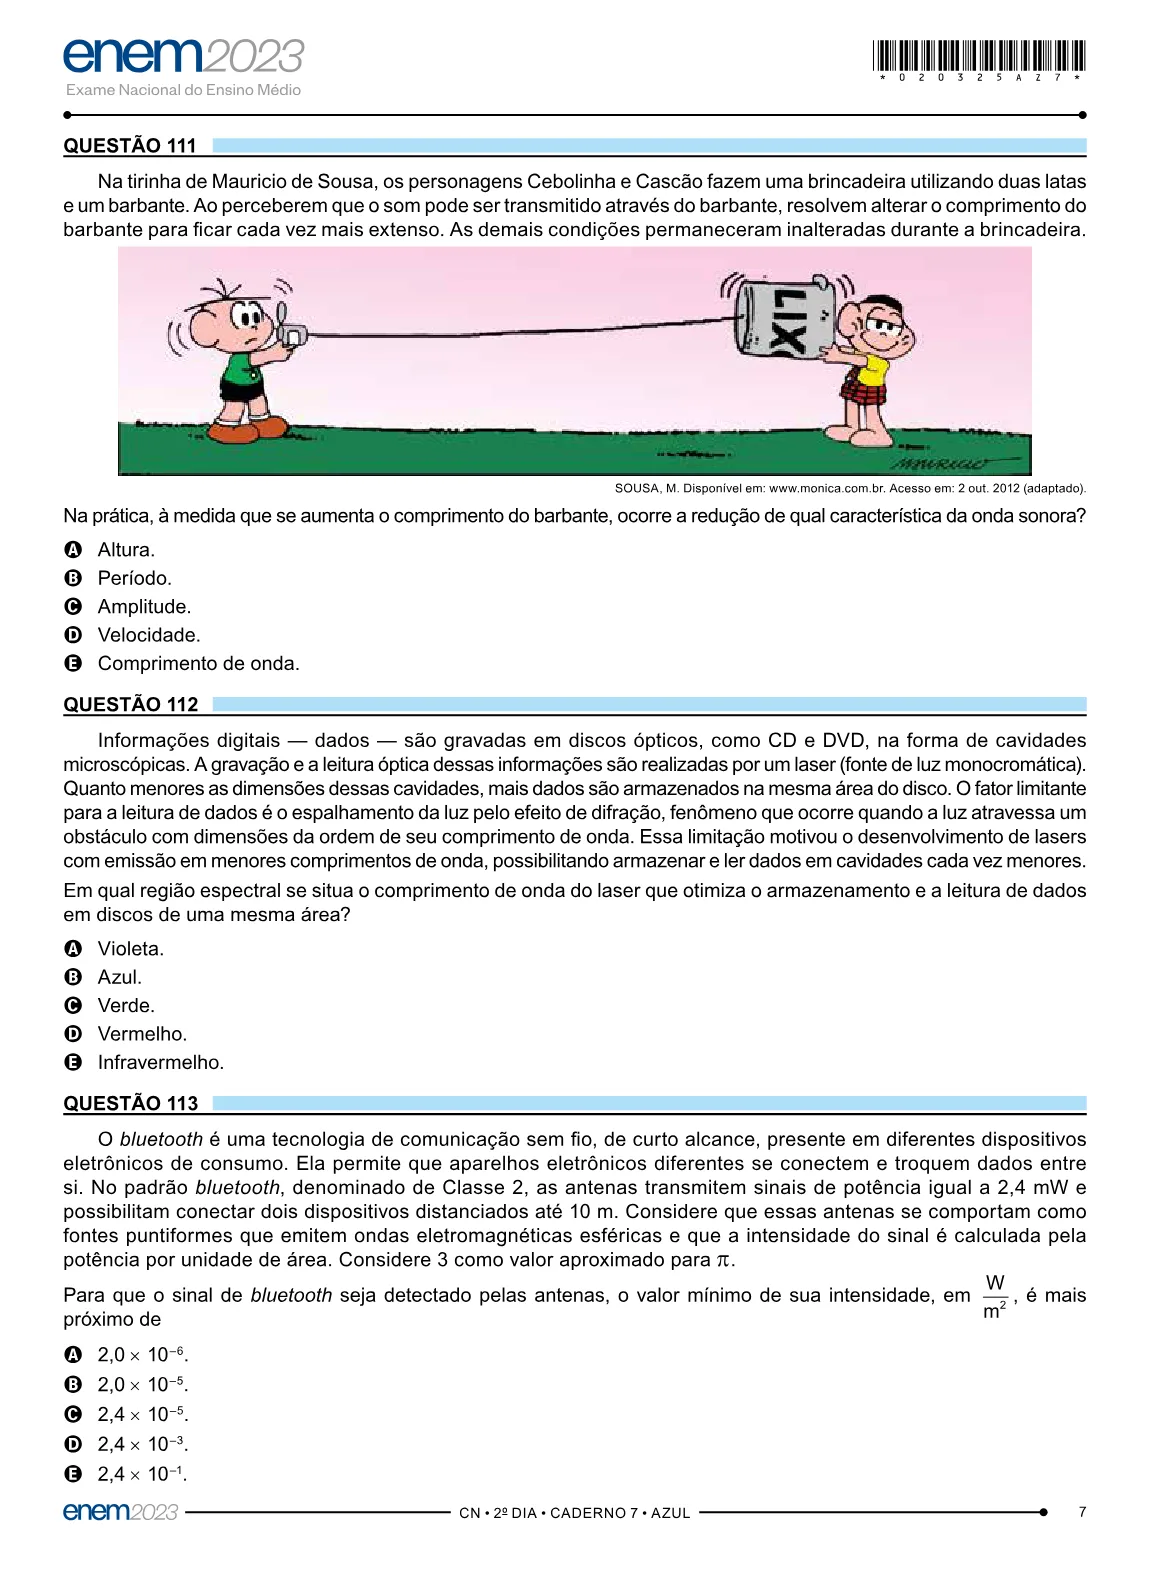 enem2023
Exame Nacional do Ensino Médio
*020325AZ7*
QUESTÃO 111
Na tirinha de Mauricio de Sousa, os personagens Cebolinha e Cascão fazem uma brincadeira utilizando duas latas
e um barbante. Ao perceberem que o som pode ser transmitido através do barbante, resolvem alterar o comprimento do
barbante para ficar cada vez mais extenso. As demais condições permaneceram inalteradas durante a brincadeira.
LIX
MAURICIO
SOUSA, M. Disponível em: www.monica.com.br. Acesso em: 2 out. 2012 (adaptado).
Na prática, à medida que se aumenta o comprimento do barbante, ocorre a redução de qual característica da onda sonora?
A Altura.
B Período.
C Amplitude.
D Velocidade.
E Comprimento de onda.
QUESTÃO 112
Informações digitais — dados — são gravadas em discos ópticos, como CD e DVD, na forma de cavidades
microscópicas. A gravação e a leitura óptica dessas informações são realizadas por um laser (fonte de luz monocromática).
Quanto menores as dimensões dessas cavidades, mais dados são armazenados na mesma área do disco. O fator limitante
para a leitura de dados é o espalhamento da luz pelo efeito de difração, fenômeno que ocorre quando a luz atravessa um
obstáculo com dimensões da ordem de seu comprimento de onda. Essa limitação motivou o desenvolvimento de lasers
com emissão em menores comprimentos de onda, possibilitando armazenar e ler dados em cavidades cada vez menores.
Em qual região espectral se situa o comprimento de onda do laser que otimiza o armazenamento e a leitura de dados
em discos de uma mesma área?
A Violeta.
B Azul.
C Verde.
D Vermelho.
E Infravermelho.
QUESTÃO 113
O bluetooth é uma tecnologia de comunicação sem fio, de curto alcance, presente em diferentes dispositivos
eletrônicos de consumo. Ela permite que aparelhos eletrônicos diferentes se conectem e troquem dados entre
si. No padrão bluetooth, denominado de Classe 2, as antenas transmitem sinais de potência igual a 2,4 mW e
possibilitam conectar dois dispositivos distanciados até 10 m. Considere que essas antenas se comportam como
fontes puntiformes que emitem ondas eletromagnéticas esféricas e que a intensidade do sinal é calculada pela
potência por unidade de área. Considere 3 como valor aproximado para π.
Para que o sinal de bluetooth seja detectado pelas antenas, o valor mínimo de sua intensidade, em W/m², é mais
próximo de
A 2,0 × 10⁻⁶.
B 2,0 × 10⁻⁵.
C 2,4 × 10⁻⁵.
D 2,4 × 10⁻³.
E 2,4 × 10⁻¹.
enem2023
CN • 2º DIA • CADERNO 7 • AZUL
7